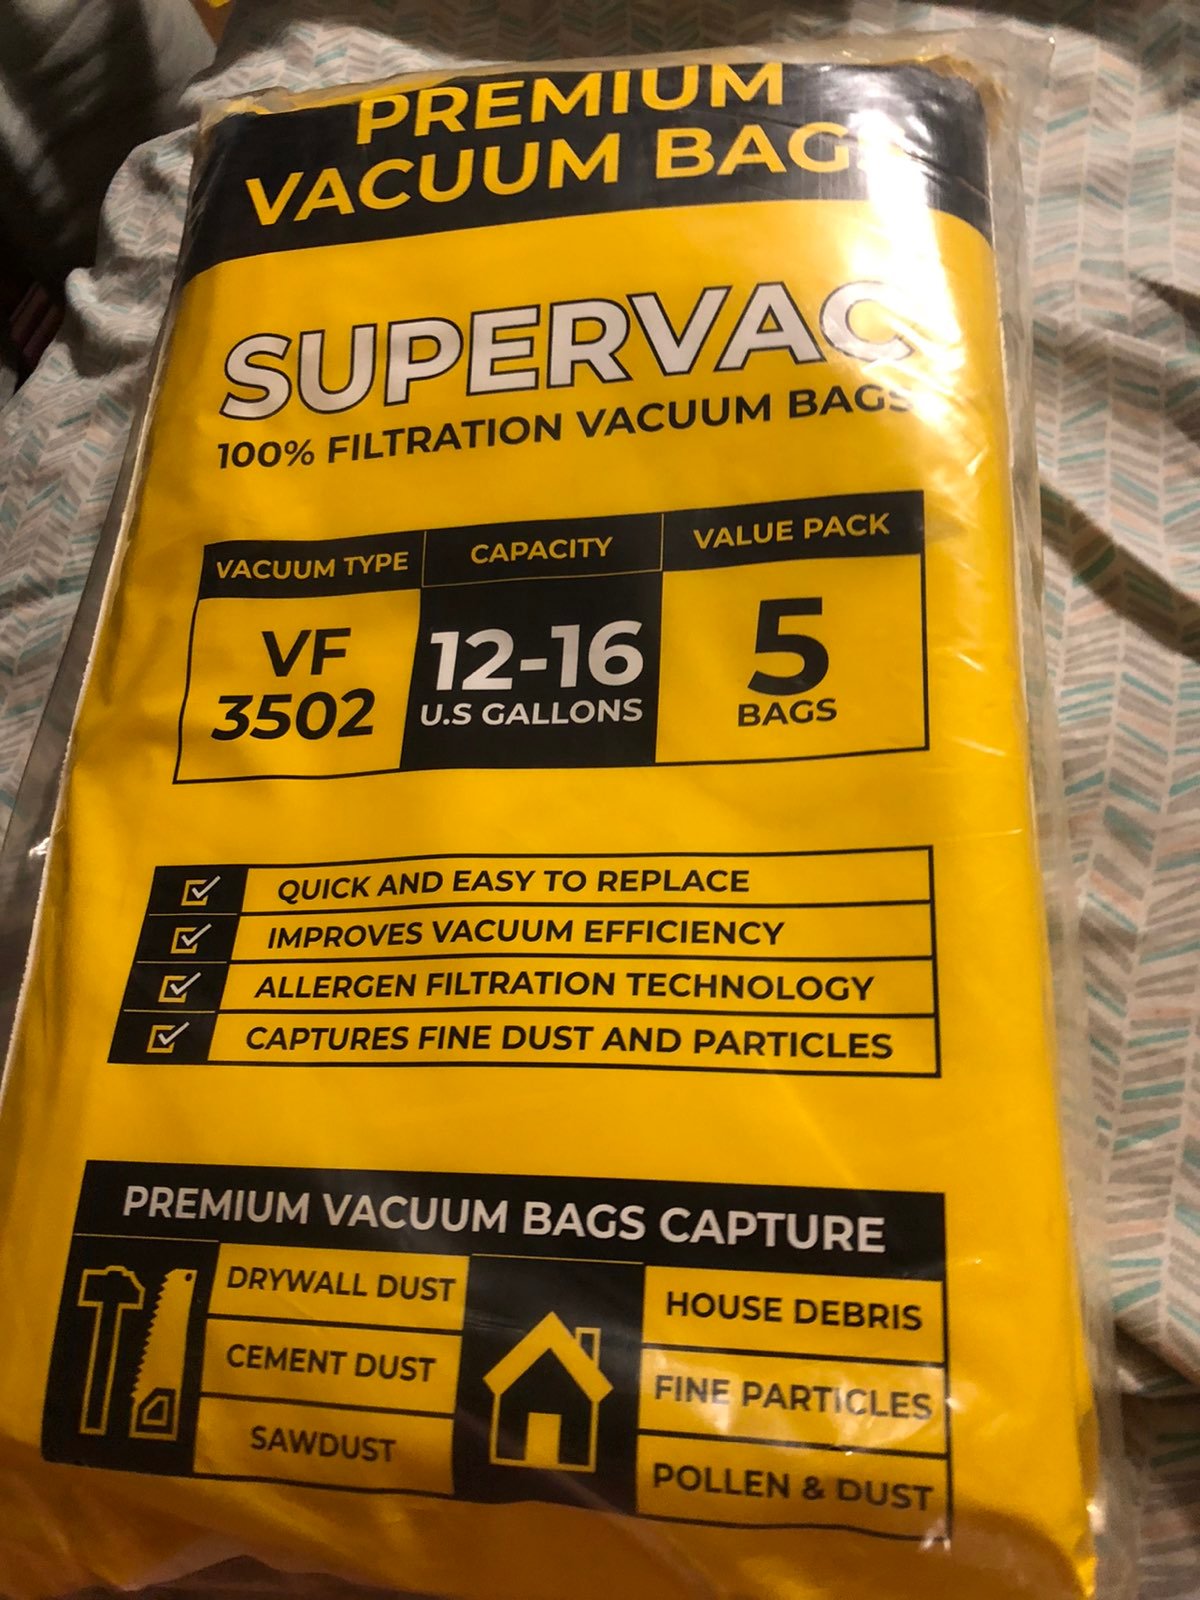 PREMIUM
VACUUM BAGS
SUPERVAC
100% FILTRATION VACUUM BAGS
VACUUM TYPE
VF
3502
CAPACITY
12-16
U.S GALLONS
VALUE PACK
5
BAGS
QUICK AND EASY TO REPLACE
IMPROVES VACUUM EFFICIENCY
ALLERGEN FILTRATION TECHNOLOGY
CAPTURES FINE DUST AND PARTICLES
PREMIUM VACUUM BAGS CAPTURE
DRYWALL DUST
CEMENT DUST
SAWDUST
HOUSE DEBRIS
FINE PARTICLES
POLLEN & DUST